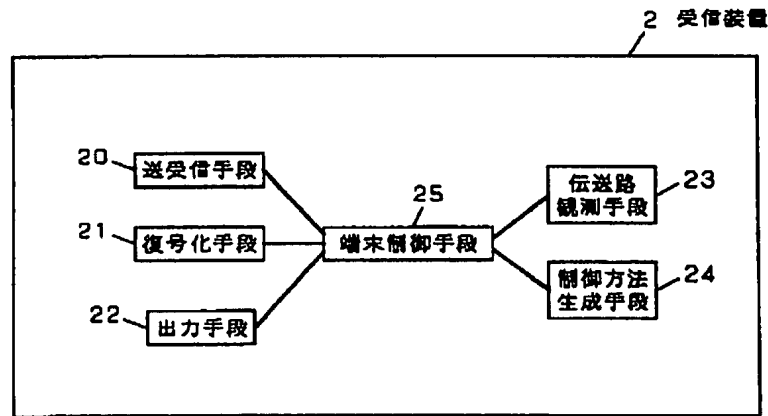 2 受信装置
20 送受信手段
21 復号化手段
22 出力手段
25
端末制御手段
伝送路
観測手段 23
制御方法
生成手段 24